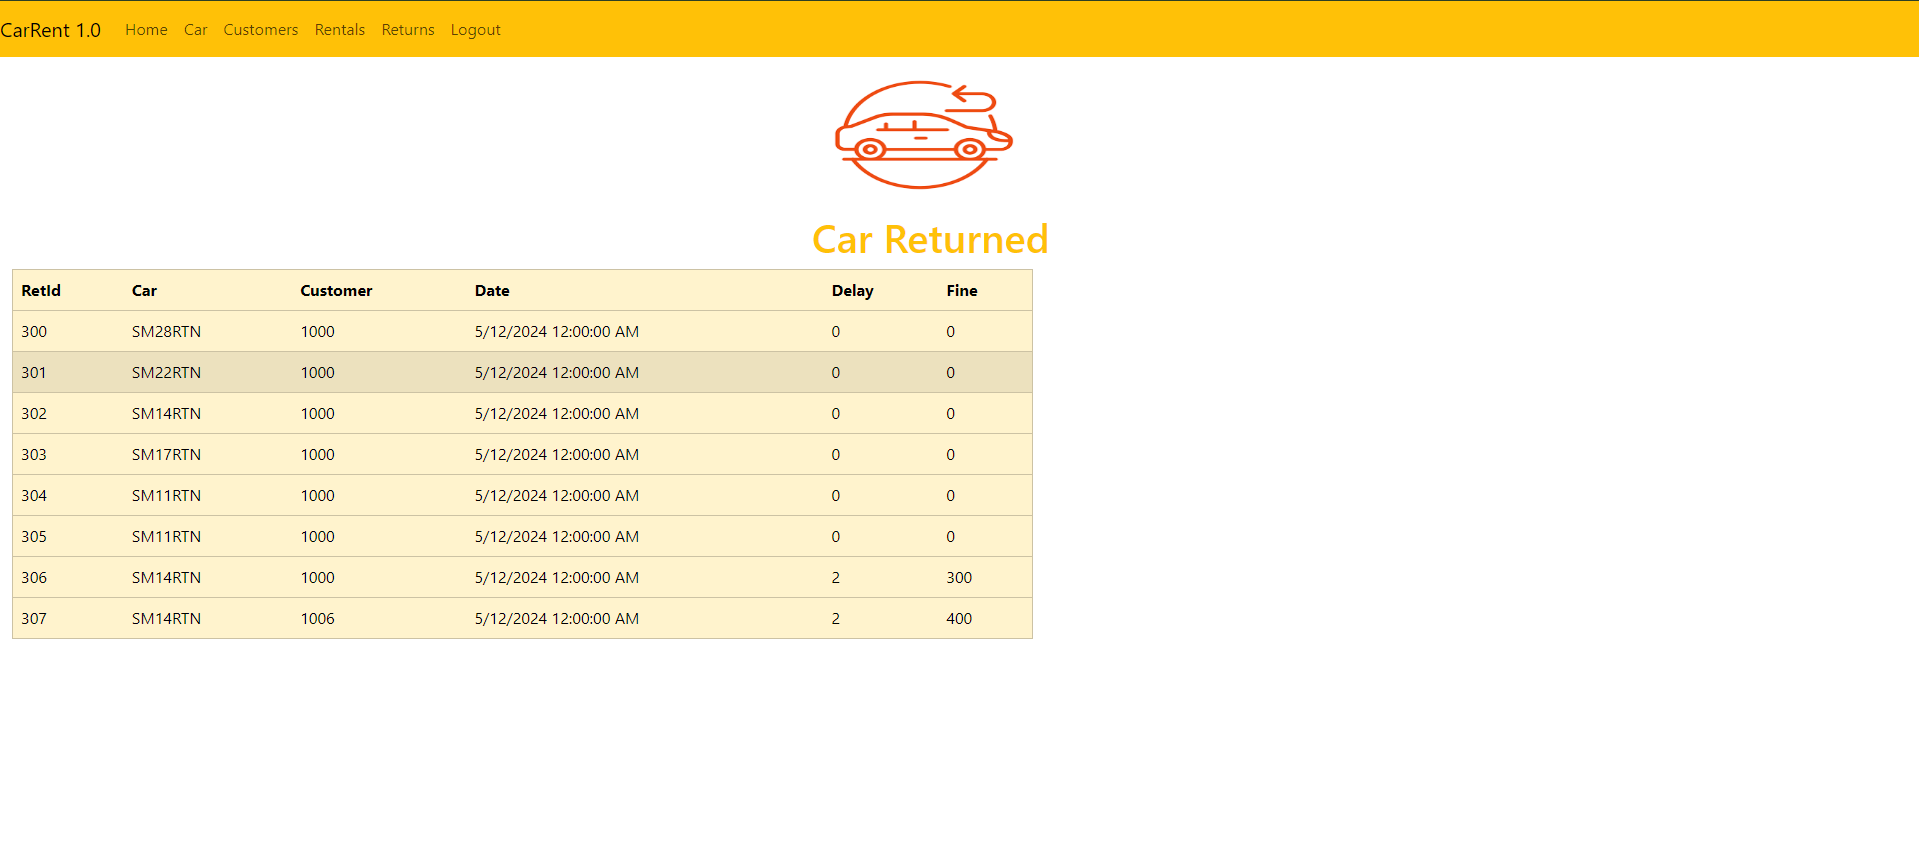 CarRent 1.0 Home Car Customers Rentals Returns Logout
Car Returned
RetId Car Customer Date Delay Fine
300 SM28RTN 1000 5/12/2024 12:00:00 AM 0 0
301 SM22RTN 1000 5/12/2024 12:00:00 AM 0 0
302 SM14RTN 1000 5/12/2024 12:00:00 AM 0 0
303 SM17RTN 1000 5/12/2024 12:00:00 AM 0 0
304 SM11RTN 1000 5/12/2024 12:00:00 AM 0 0
305 SM11RTN 1000 5/12/2024 12:00:00 AM 0 0
306 SM14RTN 1000 5/12/2024 12:00:00 AM 2 300
307 SM14RTN 1006 5/12/2024 12:00:00 AM 2 400